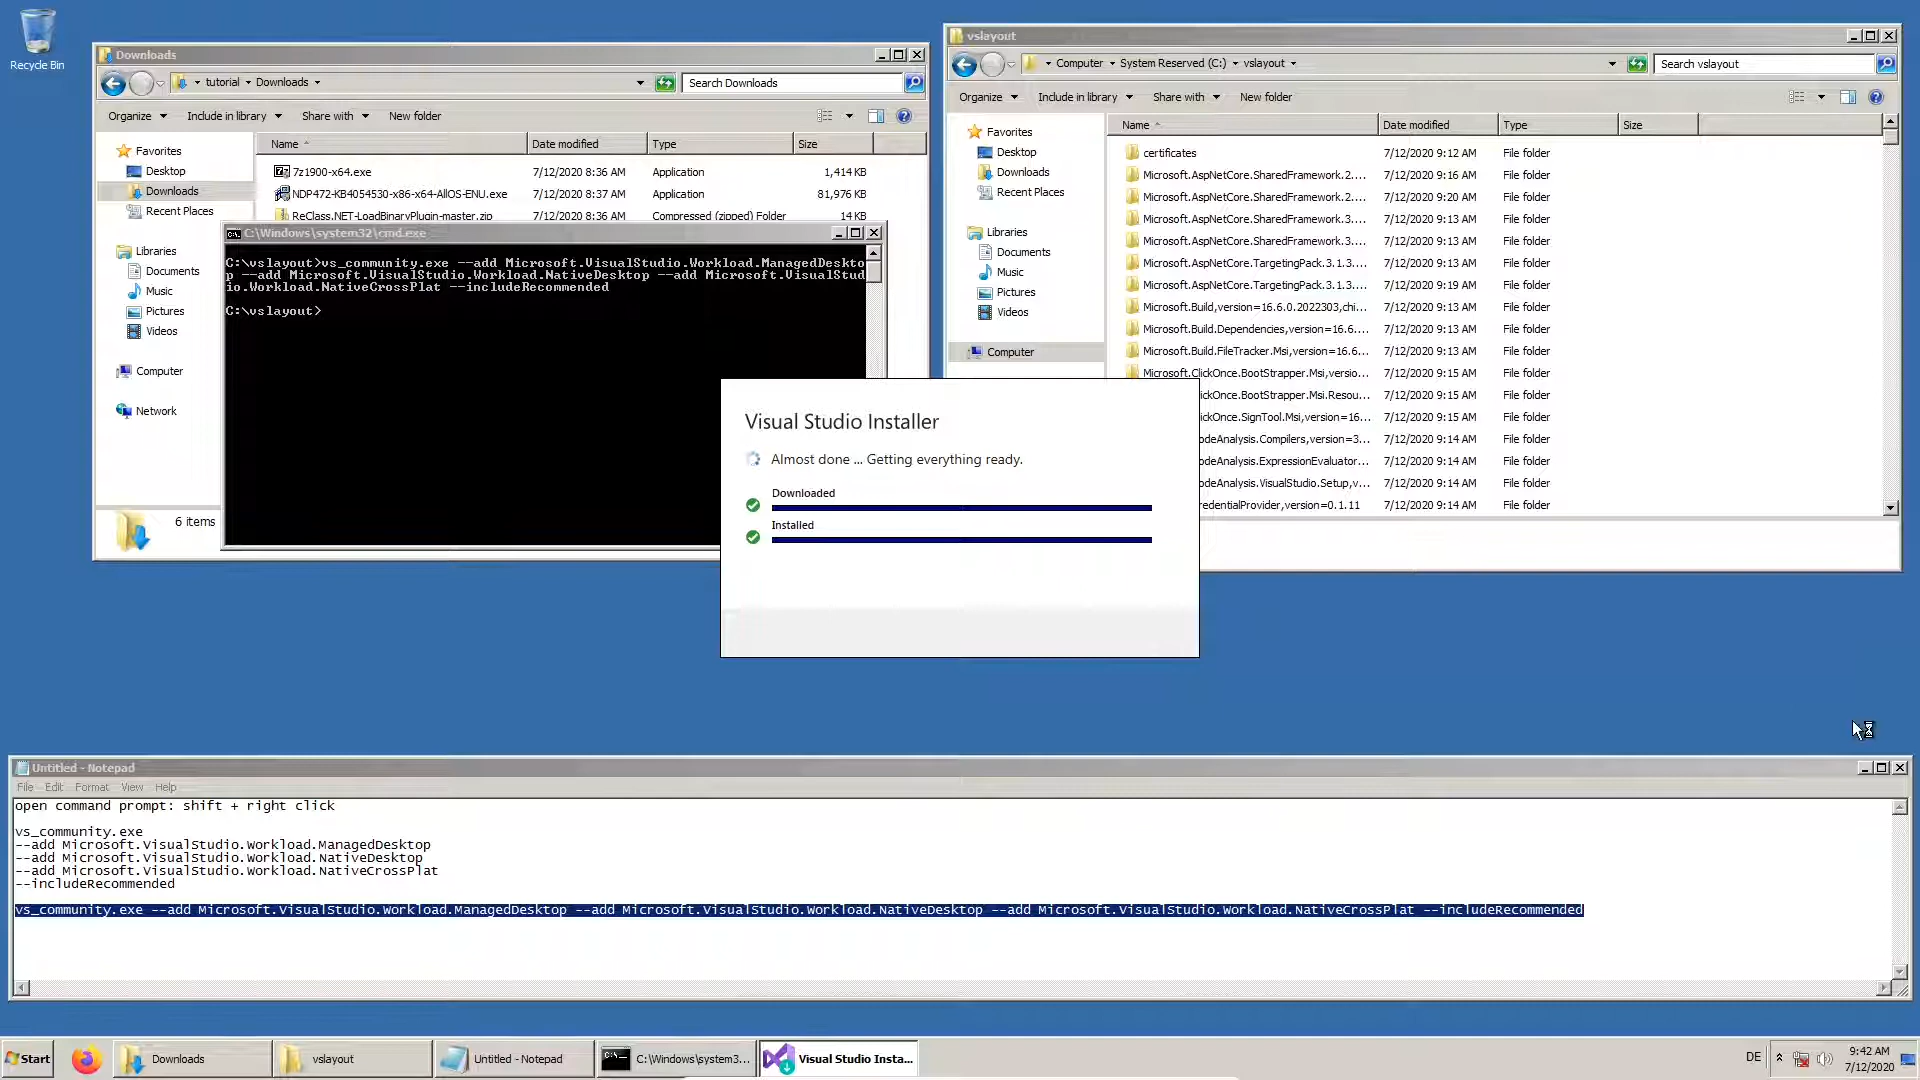 Recycle Bin
Downloads
tutorial Downloads
Search Downloads
Organize Include in library Share with New folder
Favorites
Desktop
Downloads
Recent Places
Libraries
Documents
Music
Pictures
Videos
Computer
Network
Name Date modified Type Size
7z1900-x64.exe 7/12/2020 8:36 AM Application 1,414 KB
NDP472-KB4054530-x86-x64-AllOS-ENU.exe 7/12/2020 8:37 AM Application 81,976 KB
ReClass.NET-LoadBinaryPlugin-master.zip 7/12/2020 8:36 AM Compressed (zipped) Folder 14 KB
6 items
C:\Windows\system32\cmd.exe
C:\vslayout>vs_community.exe --add Microsoft.VisualStudio.Workload.ManagedDeskto
p --add Microsoft.VisualStudio.Workload.NativeDesktop --add Microsoft.VisualStud
io.Workload.NativeCrossPlat --includeRecommended
C:\vslayout>
vslayout
Computer System Reserved (C:) vslayout
Search vslayout
Organize Include in library Share with New folder
Favorites
Desktop
Downloads
Recent Places
Libraries
Documents
Music
Pictures
Videos
Computer
Name Date modified Type Size
certificates 7/12/2020 9:12 AM File folder
Microsoft.AspNetCore.SharedFramework.2.... 7/12/2020 9:16 AM File folder
Microsoft.AspNetCore.SharedFramework.2.... 7/12/2020 9:20 AM File folder
Microsoft.AspNetCore.SharedFramework.3.... 7/12/2020 9:13 AM File folder
Microsoft.AspNetCore.SharedFramework.3.... 7/12/2020 9:13 AM File folder
Microsoft.AspNetCore.TargetingPack.3.1.3.... 7/12/2020 9:13 AM File folder
Microsoft.AspNetCore.TargetingPack.3.1.3.... 7/12/2020 9:19 AM File folder
Microsoft.Build,version=16.6.0.2022303,chi... 7/12/2020 9:13 AM File folder
Microsoft.Build.Dependencies,version=16.6.... 7/12/2020 9:13 AM File folder
Microsoft.Build.FileTracker.Msi,version=16.6... 7/12/2020 9:13 AM File folder
Microsoft.ClickOnce.BootStrapper.Msi,versio... 7/12/2020 9:15 AM File folder
ickOnce.BootStrapper.Msi.Resou... 7/12/2020 9:15 AM File folder
ickOnce.SignTool.Msi,version=16... 7/12/2020 9:15 AM File folder
odeAnalysis.Compilers,version=3... 7/12/2020 9:14 AM File folder
odeAnalysis.ExpressionEvaluator... 7/12/2020 9:14 AM File folder
odeAnalysis.VisualStudio.Setup,v... 7/12/2020 9:14 AM File folder
redentialProvider,version=0.1.11 7/12/2020 9:14 AM File folder
Visual Studio Installer
Almost done ... Getting everything ready.
Downloaded
Installed
Untitled - Notepad
File Edit Format View Help
open command prompt: shift + right click
vs_community.exe
--add Microsoft.VisualStudio.Workload.ManagedDesktop
--add Microsoft.VisualStudio.Workload.NativeDesktop
--add Microsoft.VisualStudio.Workload.NativeCrossPlat
--includeRecommended
vs_community.exe --add Microsoft.VisualStudio.Workload.ManagedDesktop --add Microsoft.VisualStudio.Workload.NativeDesktop --add Microsoft.VisualStudio.Workload.NativeCrossPlat --includeRecommended
Start Downloads vslayout Untitled - Notepad C:\Windows\system3... Visual Studio Insta... DE 9:42 AM
7/12/2020